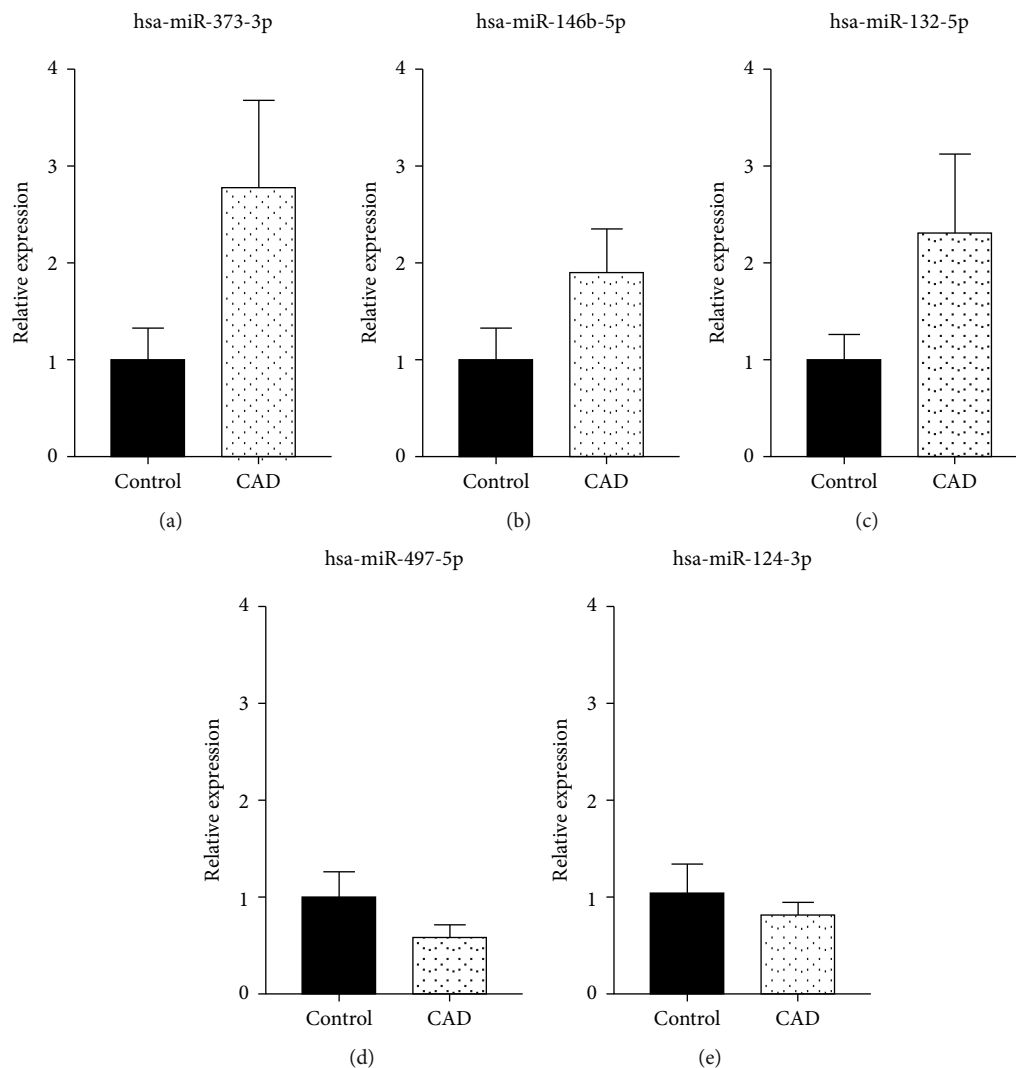 hsa-miR-373-3p
4
3
2
1
0
Relative expression
Control
CAD
(a)
hsa-miR-146b-5p
4
3
2
1
0
Relative expression
Control
CAD
(b)
hsa-miR-132-5p
4
3
2
1
0
Relative expression
Control
CAD
(c)
hsa-miR-497-5p
4
3
2
1
0
Relative expression
Control
CAD
(d)
hsa-miR-124-3p
4
3
2
1
0
Relative expression
Control
CAD
(e)